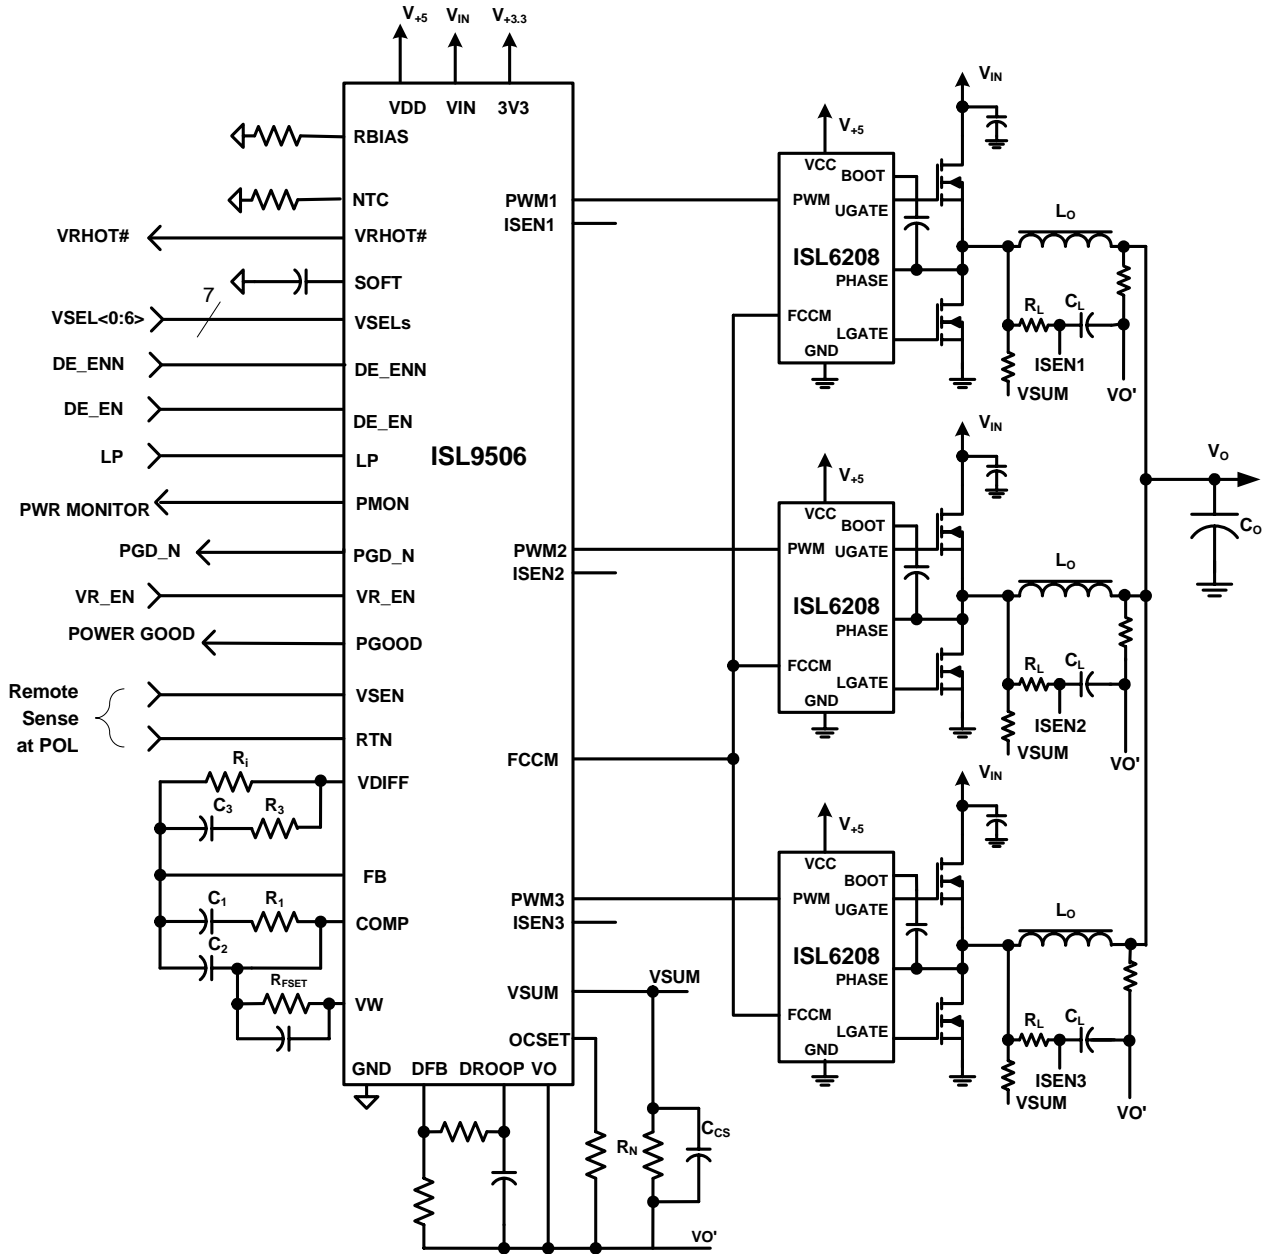 V+5
VIN
V+3.3
VDD
VIN
3V3
RBIAS
NTC
VRHOT#
VRHOT#
SOFT
7
VSEL<0:6>
VSELs
DE_ENN
DE_ENN
DE_EN
DE_EN
LP
LP
PWR MONITOR
PMON
PGD_N
PGD_N
VR_EN
VR_EN
POWER GOOD
PGOOD
Remote
Sense
at POL
VSEN
RTN
Ri
VDIFF
C3
R3
FB
C1
R1
COMP
C2
RFSET
VW
GND
DFB
DROOP
VO
ISL9506
PWM1
ISEN1
PWM2
ISEN2
FCCM
PWM3
ISEN3
VSUM
VSUM
OCSET
RN
CCS
VO'
VIN
V+5
VCC
BOOT
PWM
UGATE
ISL6208
PHASE
FCCM
LGATE
GND
LO
RL
CL
ISEN1
VSUM
VO'
VIN
V+5
VCC
BOOT
PWM
UGATE
ISL6208
PHASE
FCCM
LGATE
GND
LO
RL
CL
ISEN2
VSUM
VO'
VO
CO
VIN
V+5
VCC
BOOT
PWM
UGATE
ISL6208
PHASE
FCCM
LGATE
GND
LO
RL
CL
ISEN3
VSUM
VO'